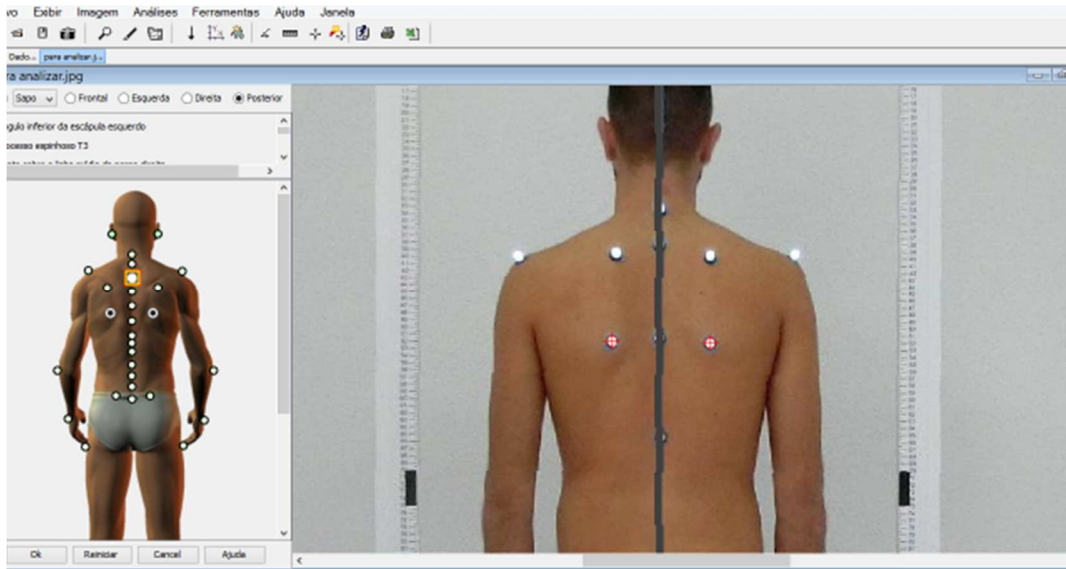 vo Exibir Imagem Análises Ferramentas Ajuda Janela
Dado... para analizar.j...
ra analizar.jpg
Sapo Frontal Esquerda Direita Posterior
gulo inferior da escápula esquerdo
ocesso espinhoso T3
Ok Reiniciar Cancel Ajuda